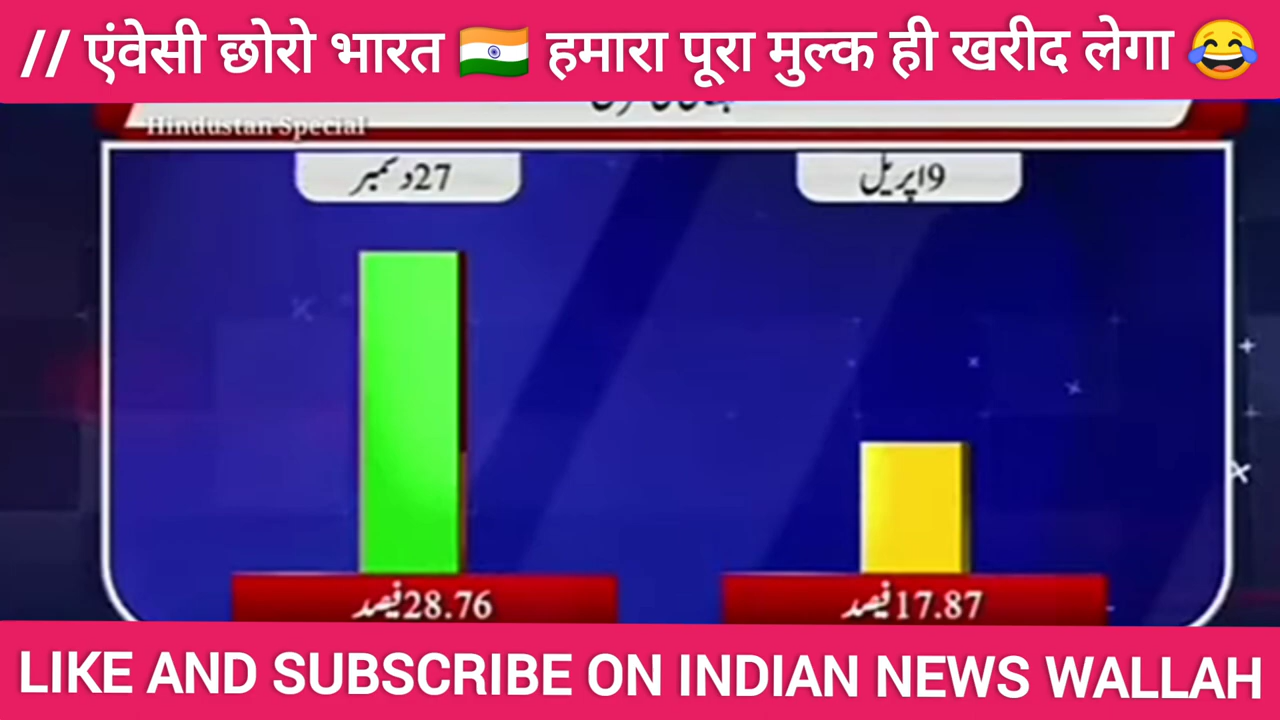 // एंवेसी छोरो भारत 🇮🇳 हमारा पूरा मुल्क ही खरीद लेगा 😂
Hindustan Special
27دسمبر
9اپریل
28.76فیصد
17.87فیصد
LIKE AND SUBSCRIBE ON INDIAN NEWS WALLAH